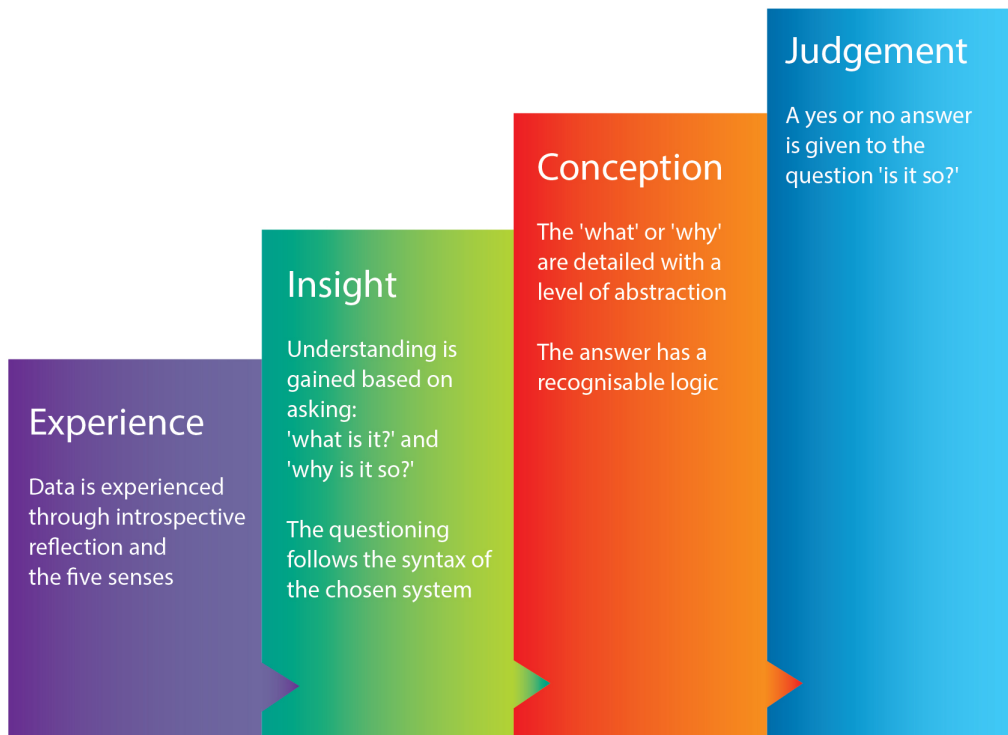 Experience
Data is experienced
through introspective
reflection and
the five senses
Insight
Understanding is
gained based on
asking:
'what is it?' and
'why is it so?'
The questioning
follows the syntax of
the chosen system
Conception
The 'what' or 'why'
are detailed with a
level of abstraction
The answer has a
recognisable logic
Judgement
A yes or no answer
is given to the
question 'is it so?'